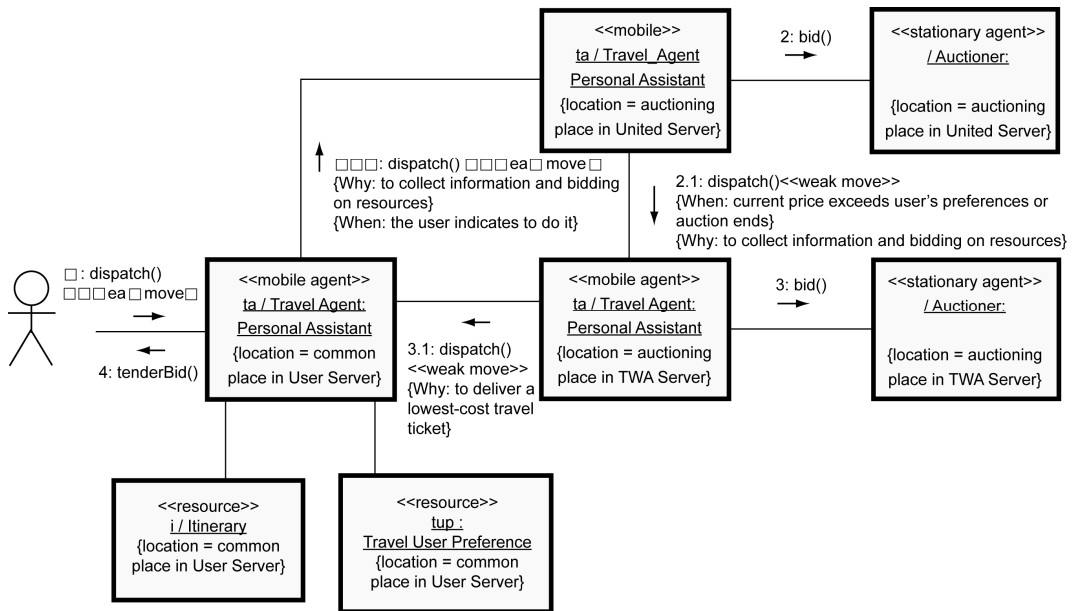 <<mobile>>
ta / Travel_Agent
Personal Assistant
{location = auctioning
place in United Server}
2: bid()
<<stationary agent>>
/ Auctioner:
{location = auctioning
place in United Server}
□□□: dispatch() □□□ea□move□
{Why: to collect information and bidding
on resources}
{When: the user indicates to do it}
2.1: dispatch()<<weak move>>
{When: current price exceeds user’s preferences or
auction ends}
{Why: to collect information and bidding on resources}
□: dispatch()
□□□ea□move□
4: tenderBid()
<<mobile agent>>
ta / Travel Agent:
Personal Assistant
{location = common
place in User Server}
3.1: dispatch()
<<weak move>>
{Why: to deliver a
lowest-cost travel
ticket}
<<mobile agent>>
ta / Travel Agent:
Personal Assistant
{location = auctioning
place in TWA Server}
3: bid()
<<stationary agent>>
/ Auctioner:
{location = auctioning
place in TWA Server}
<<resource>>
i / Itinerary
{location = common
place in User Server}
<<resource>>
tup :
Travel User Preference
{location = common
place in User Server}